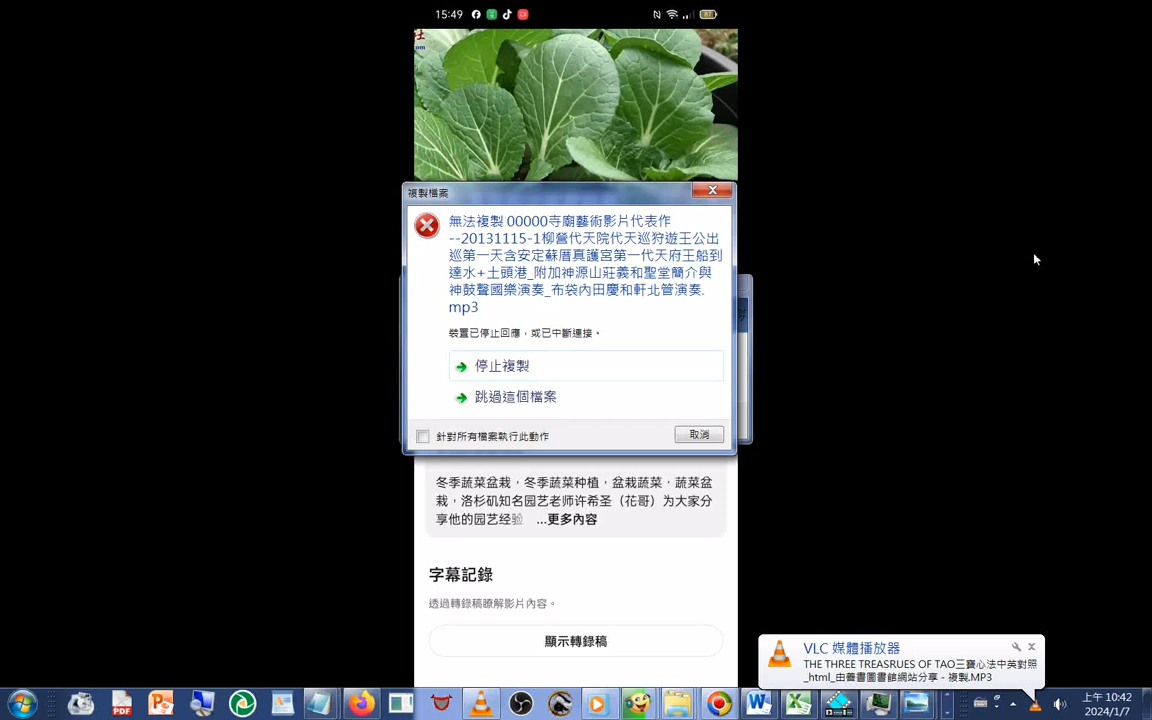 15:49
社
om
複製檔案
無法複製 00000寺廟藝術影片代表作
--20131115-1柳營代天院代天巡狩遊王公出
巡第一天含安定蘇厝真護宮第一代天府王船到
達水+土頭港_附加神源山莊義和聖堂簡介與
神鼓聲國樂演奏_布袋內田慶和軒北管演奏.
mp3
裝置已停止回應，或已中斷連接。
停止複製
跳過這個檔案
針對所有檔案執行此動作
取消
冬季蔬菜盆栽，冬季蔬菜种植，盆栽蔬菜，蔬菜盆
栽，洛杉矶知名园艺老师许希圣（花哥）为大家分
享他的园艺经验 ...更多內容
字幕記錄
透過轉錄稿瞭解影片內容。
顯示轉錄稿
VLC 媒體播放器
THE THREE TREASRUES OF TAO三寶心法中英對照
_html_由善書圖書館網站分享 - 複製.MP3
PDF
上午 10:42
2024/1/7